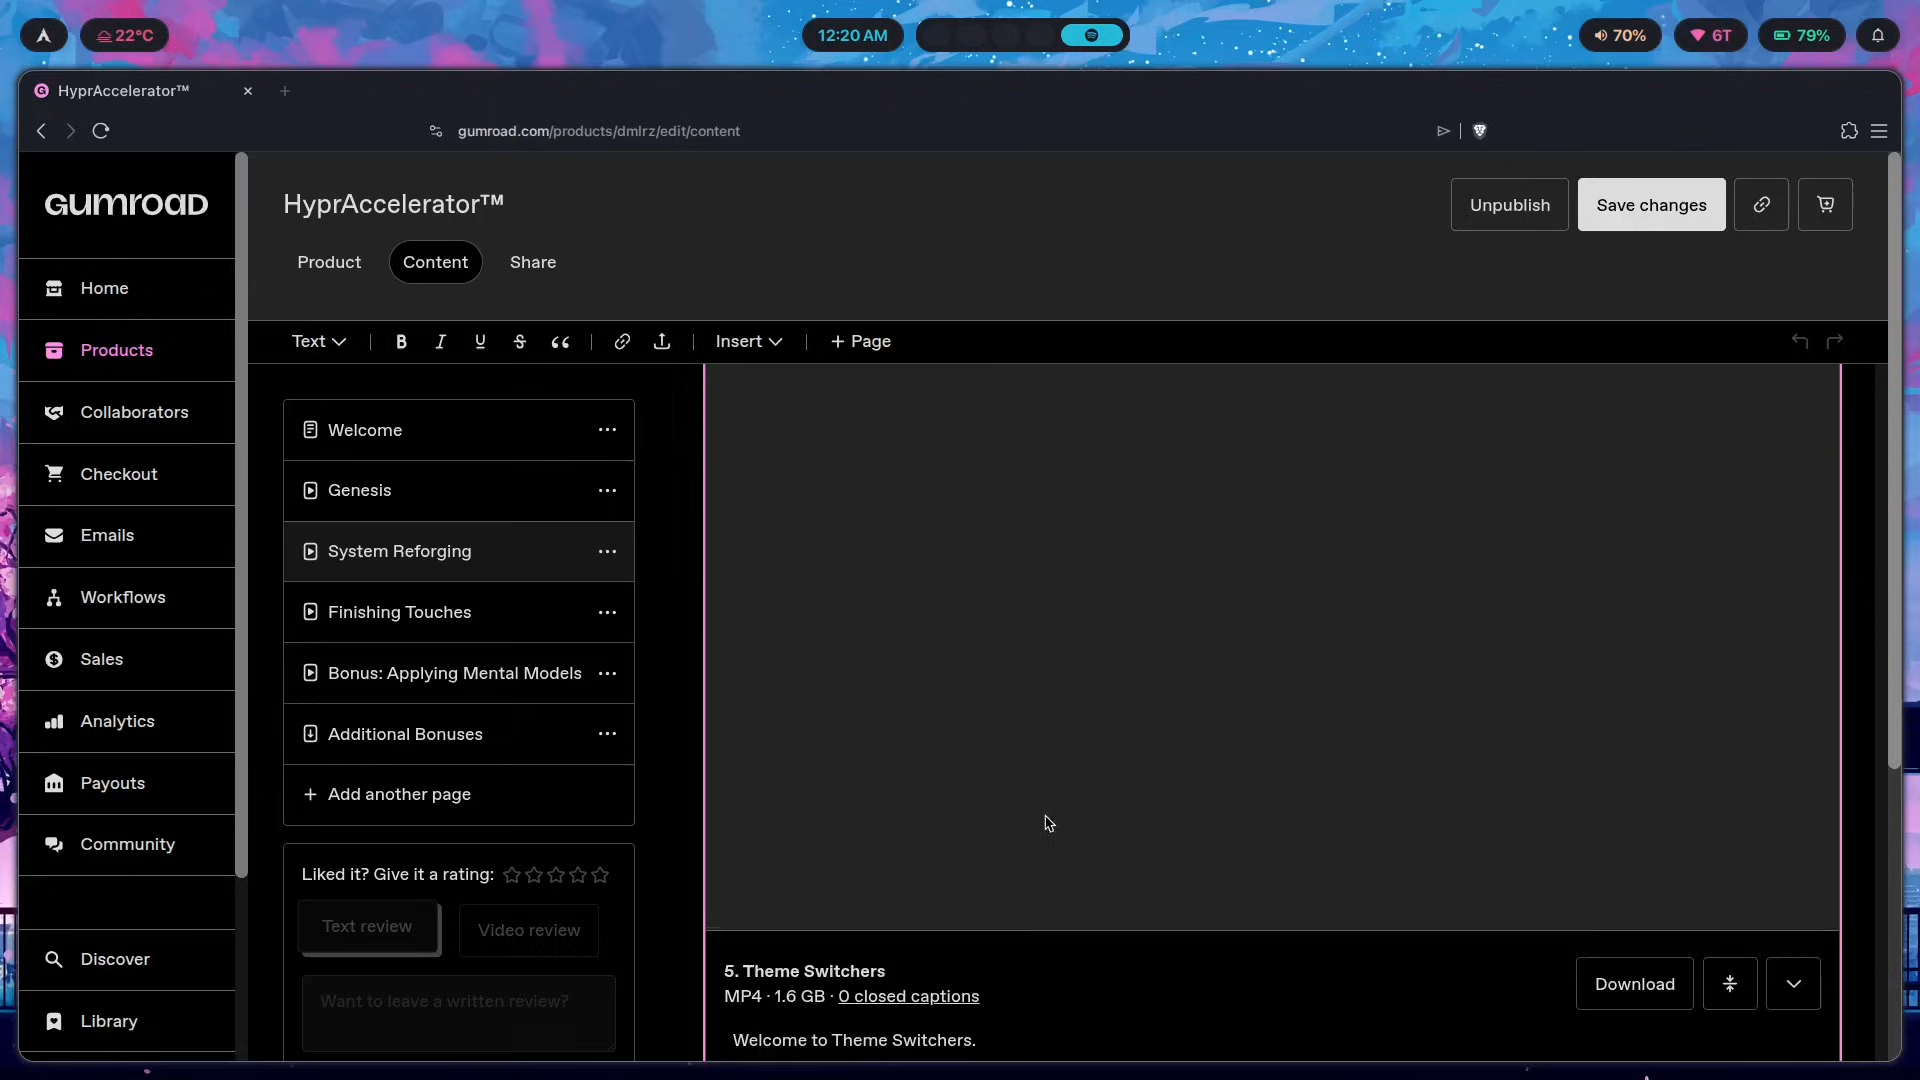 22°C
12:20 AM
70%
6T
79%
HyprAccelerator™
gumroad.com/products/dmlrz/edit/content
GUMROAD
Home
Products
Collaborators
Checkout
Emails
Workflows
Sales
Analytics
Payouts
Community
Discover
Library
HyprAccelerator™
Unpublish
Save changes
Product
Content
Share
Text
B
I
U
S
Insert
+ Page
Welcome
Genesis
System Reforging
Finishing Touches
Bonus: Applying Mental Models
Additional Bonuses
+ Add another page
Liked it? Give it a rating:
Text review
Video review
Want to leave a written review?
5. Theme Switchers
MP4 · 1.6 GB · 0 closed captions
Download
Welcome to Theme Switchers.